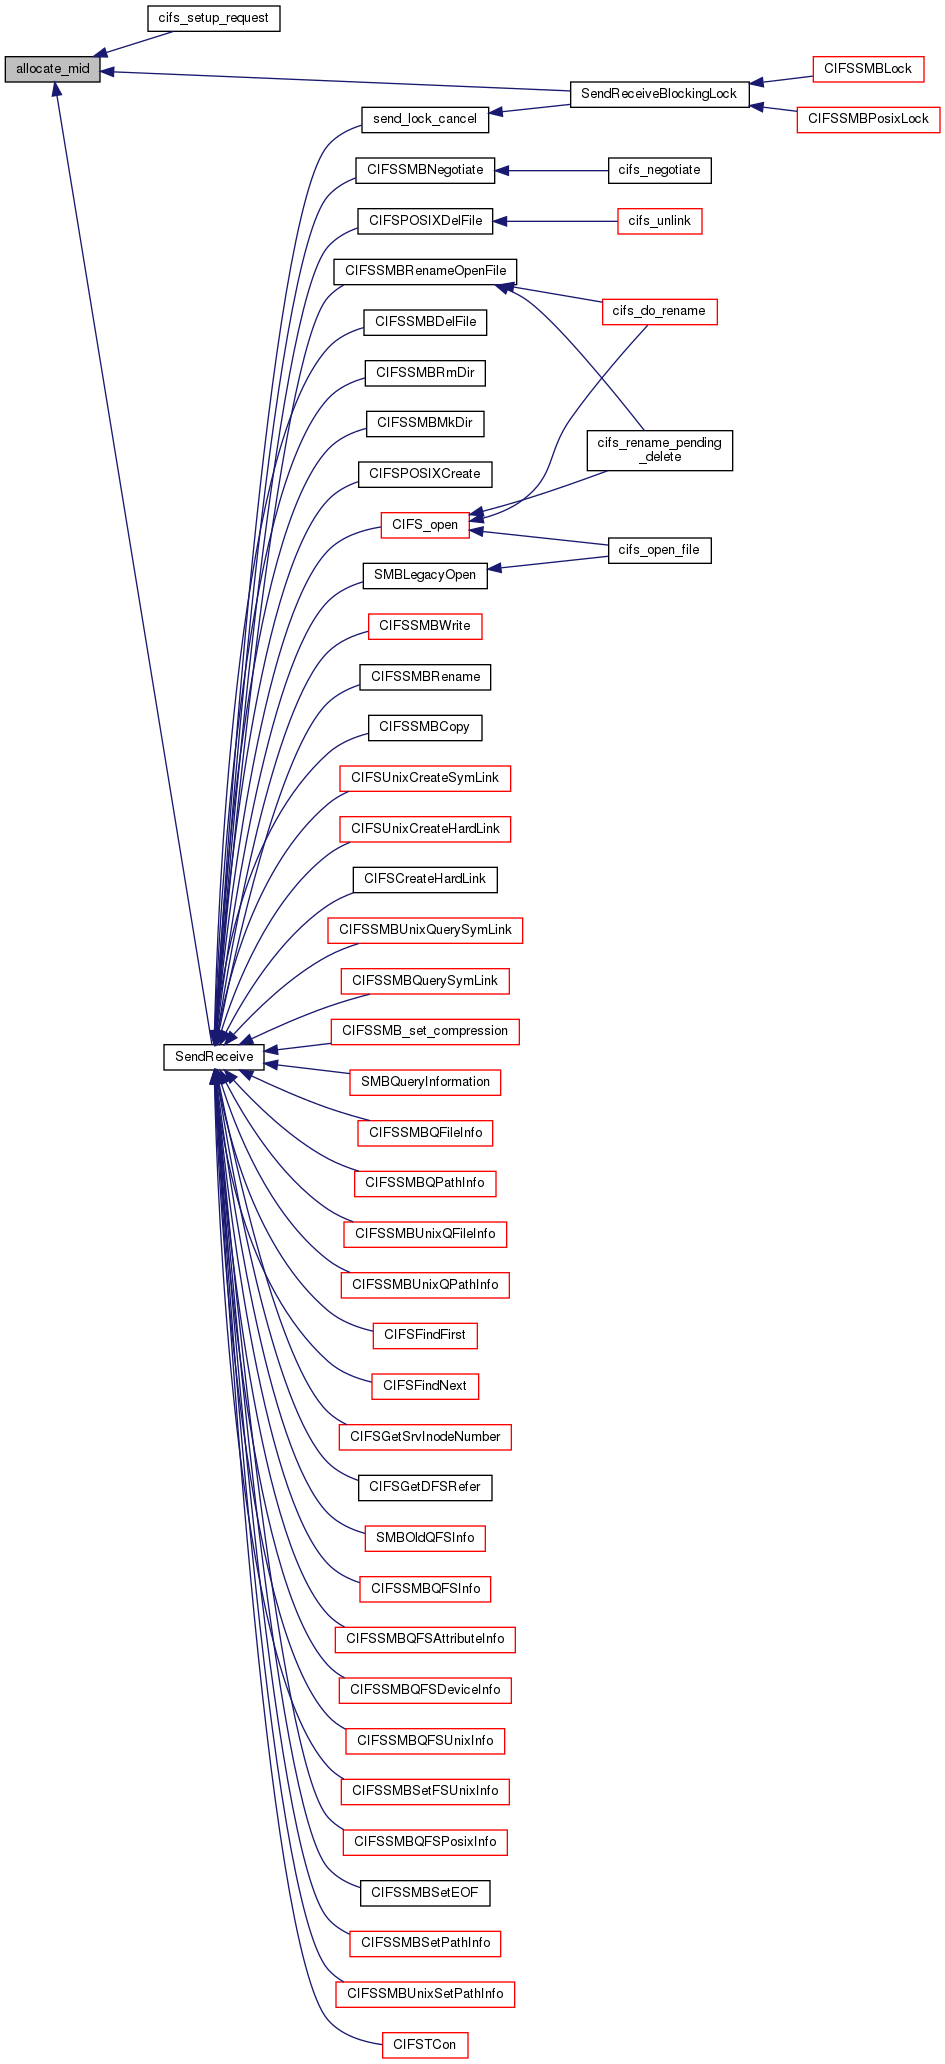 cifs_setup_request
allocate_mid
CIFSSMBLock
SendReceiveBlockingLock
CIFSSMBPosixLock
send_lock_cancel
CIFSSMBNegotiate
cifs_negotiate
CIFSPOSIXDelFile
cifs_unlink
CIFSSMBRenameOpenFile
cifs_do_rename
CIFSSMBDelFile
CIFSSMBRmDir
CIFSSMBMkDir
cifs_rename_pending
_delete
CIFSPOSIXCreate
CIFS_open
cifs_open_file
SMBLegacyOpen
CIFSSMBWrite
CIFSSMBRename
CIFSSMBCopy
CIFSUnixCreateSymLink
CIFSUnixCreateHardLink
CIFSCreateHardLink
CIFSSMBUnixQuerySymLink
CIFSSMBQuerySymLink
CIFSSMB_set_compression
SendReceive
SMBQueryInformation
CIFSSMBQFileInfo
CIFSSMBQPathInfo
CIFSSMBUnixQFileInfo
CIFSSMBUnixQPathInfo
CIFSFindFirst
CIFSFindNext
CIFSGetSrvInodeNumber
CIFSGetDFSRefer
SMBOldQFSInfo
CIFSSMBQFSInfo
CIFSSMBQFSAttributeInfo
CIFSSMBQFSDeviceInfo
CIFSSMBQFSUnixInfo
CIFSSMBSetFSUnixInfo
CIFSSMBQFSPosixInfo
CIFSSMBSetEOF
CIFSSMBSetPathInfo
CIFSSMBUnixSetPathInfo
CIFSTCon